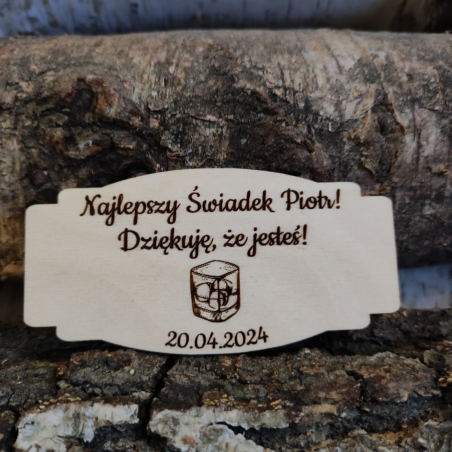 Najlepszy Świadek Piotr!
Dziękuję, że jesteś!
20.04.2024